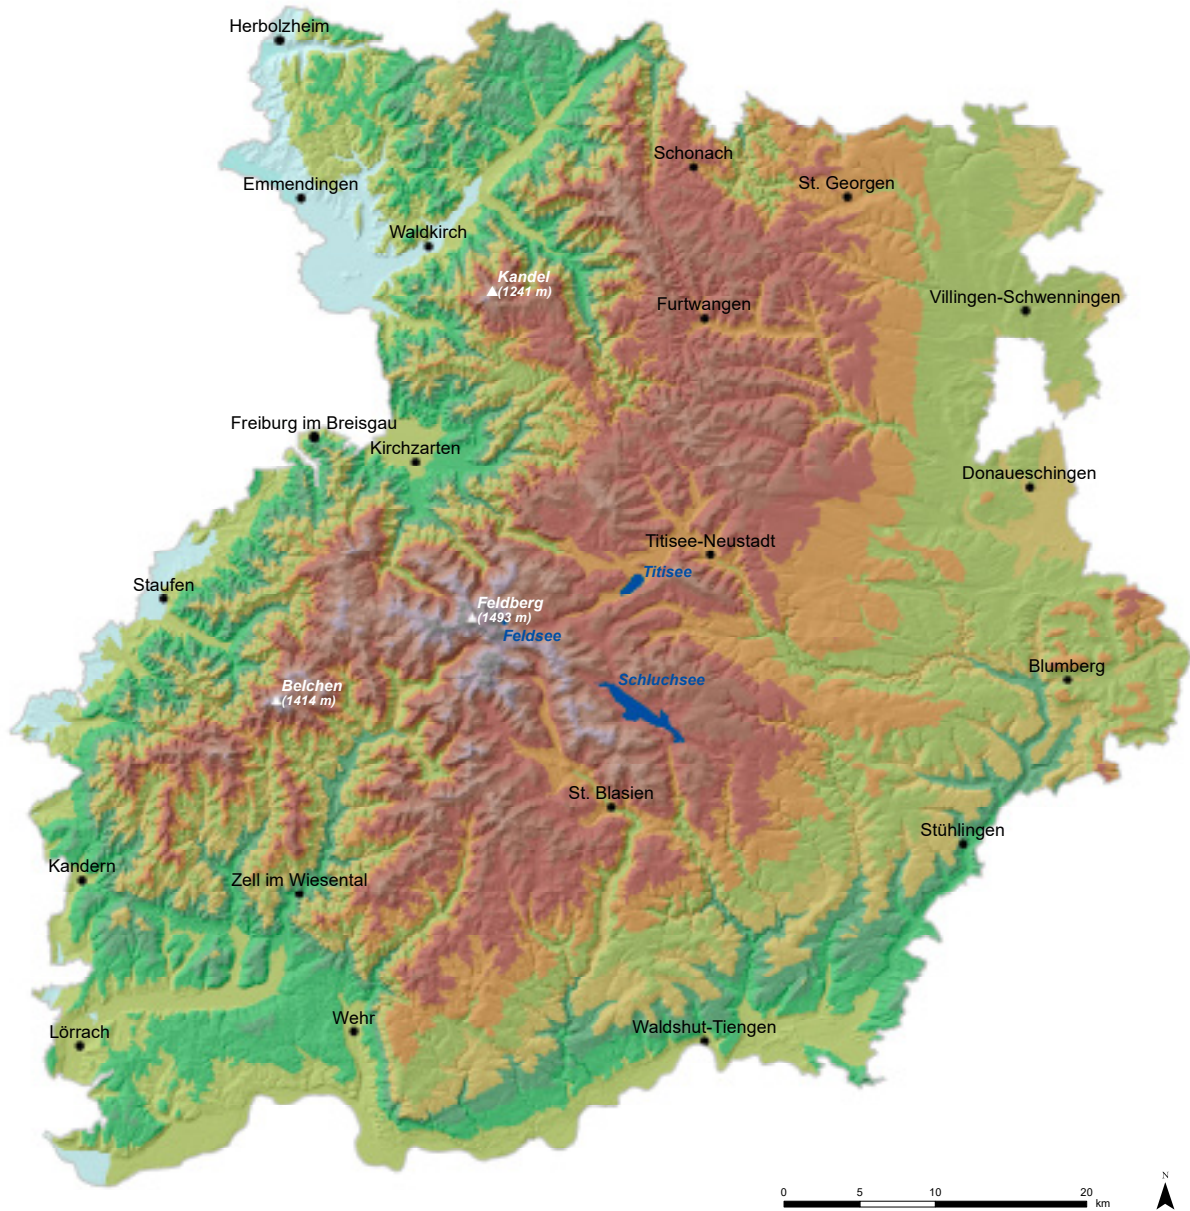 Herbolzheim
Schonach
Emmendingen
St. Georgen
Waldkirch
Kandel
(1241 m)
Villingen-Schwenningen
Furtwangen
Freiburg im Breisgau
Kirchzarten
Donaueschingen
Titisee-Neustadt
Titisee
Staufen
Feldberg
(1493 m)
Feldsee
Blumberg
Schluchsee
Belchen
(1414 m)
St. Blasien
Stühlingen
Kandern
Zell im Wiesental
Wehr
Waldshut-Tiengen
Lörrach
N
0 5 10 20
km